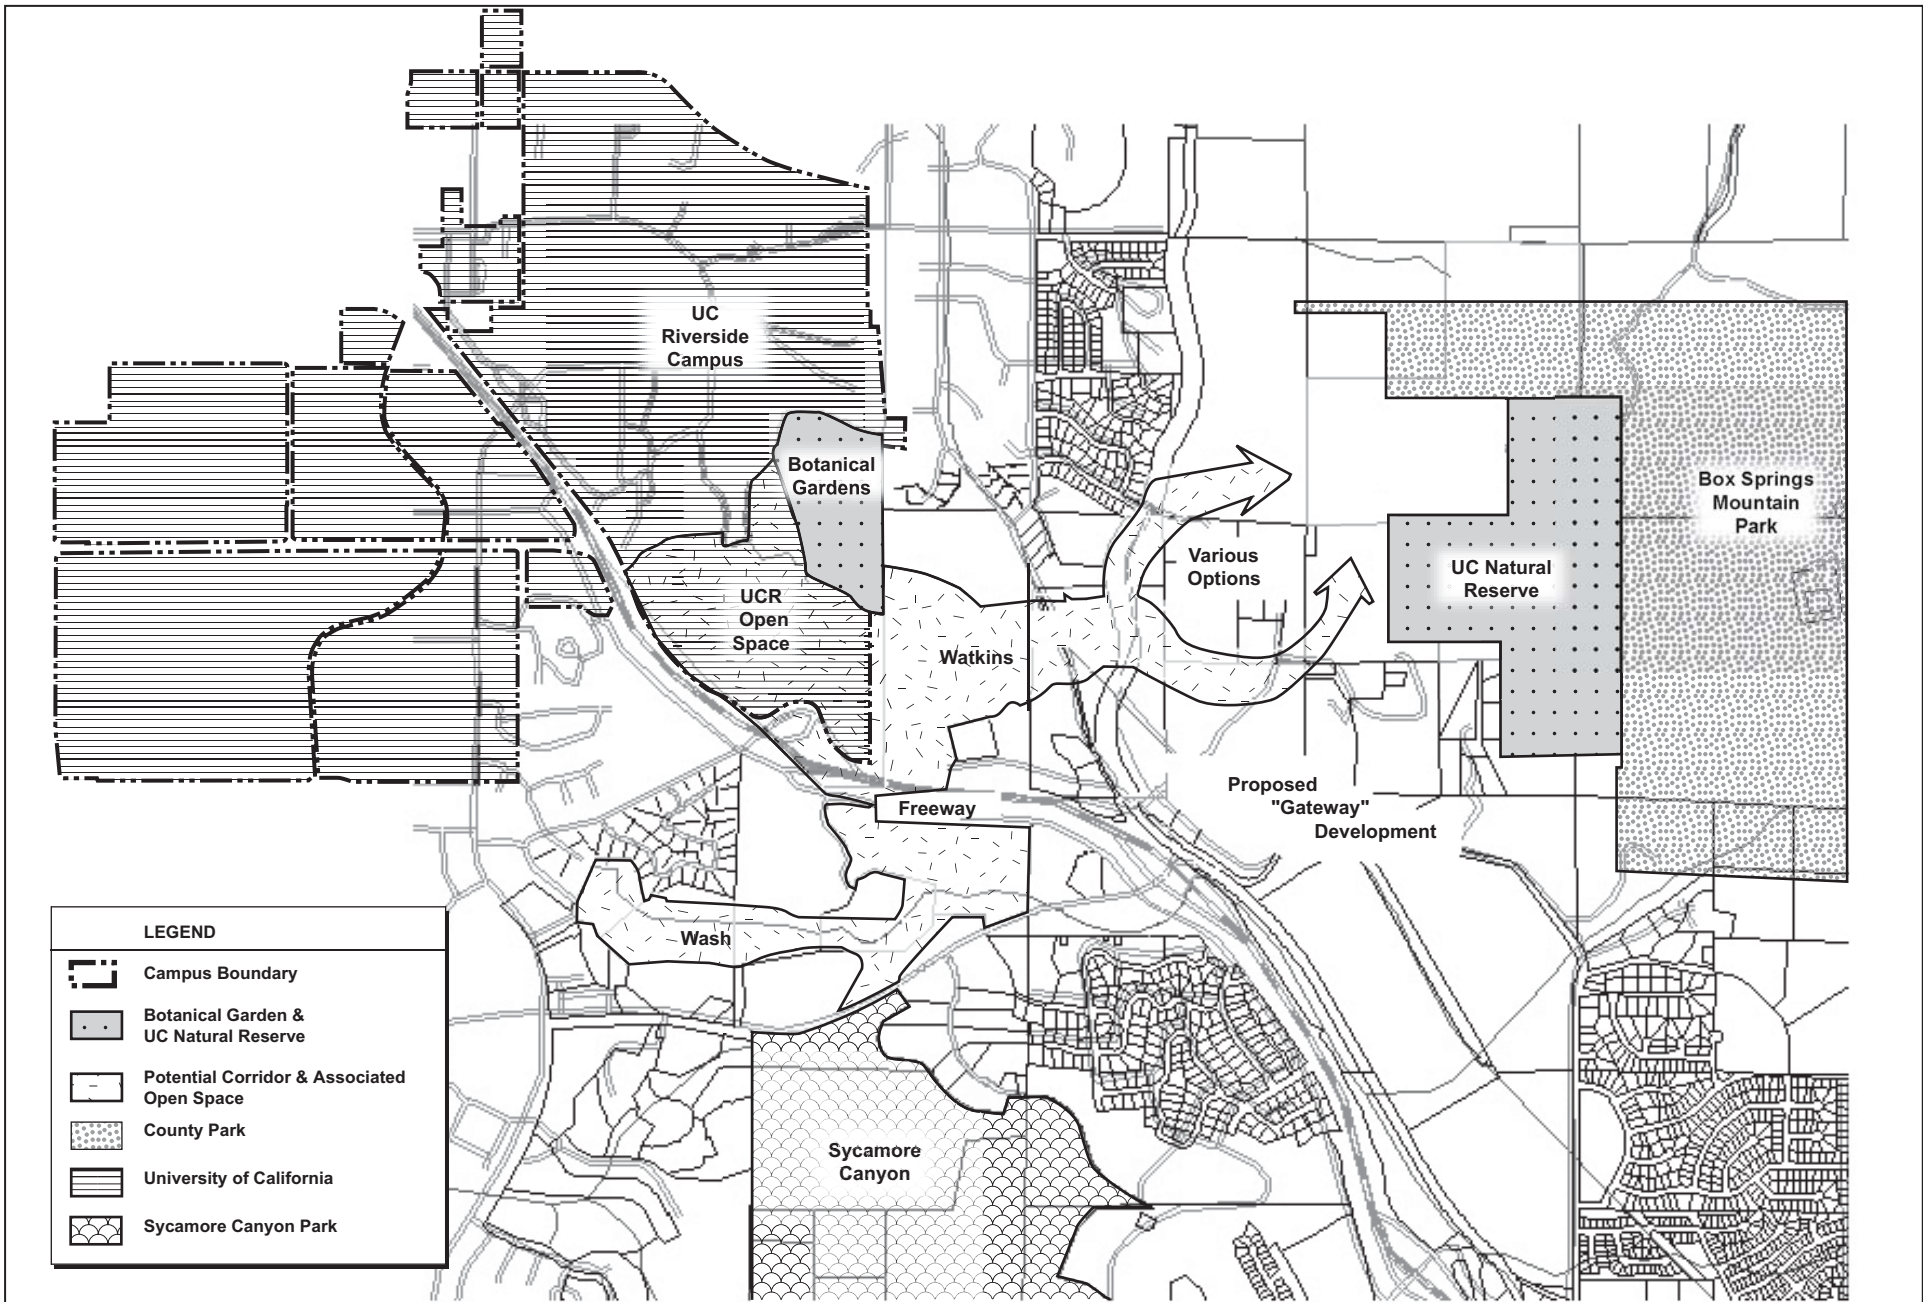 UC
Riverside
Campus
Botanical
Gardens
UCR
Open
Space
Watkins
Various
Options
UC Natural
Reserve
Box Springs
Mountain
Park
Proposed
"Gateway"
Development
Freeway
Wash
Sycamore
Canyon
LEGEND
Campus Boundary
Botanical Garden &
UC Natural Reserve
Potential Corridor & Associated
Open Space
County Park
University of California
Sycamore Canyon Park